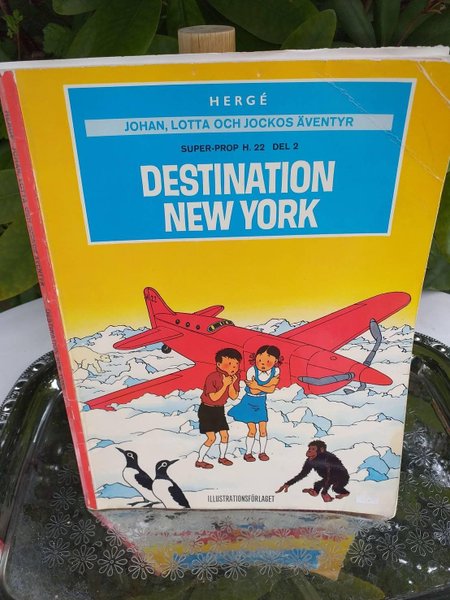 HERGÉ
JOHAN, LOTTA OCH JOCKOS ÄVENTYR
SUPER-PROP H. 22 DEL 2
DESTINATION
NEW YORK
ILLUSTRATIONSFÖRLAGET